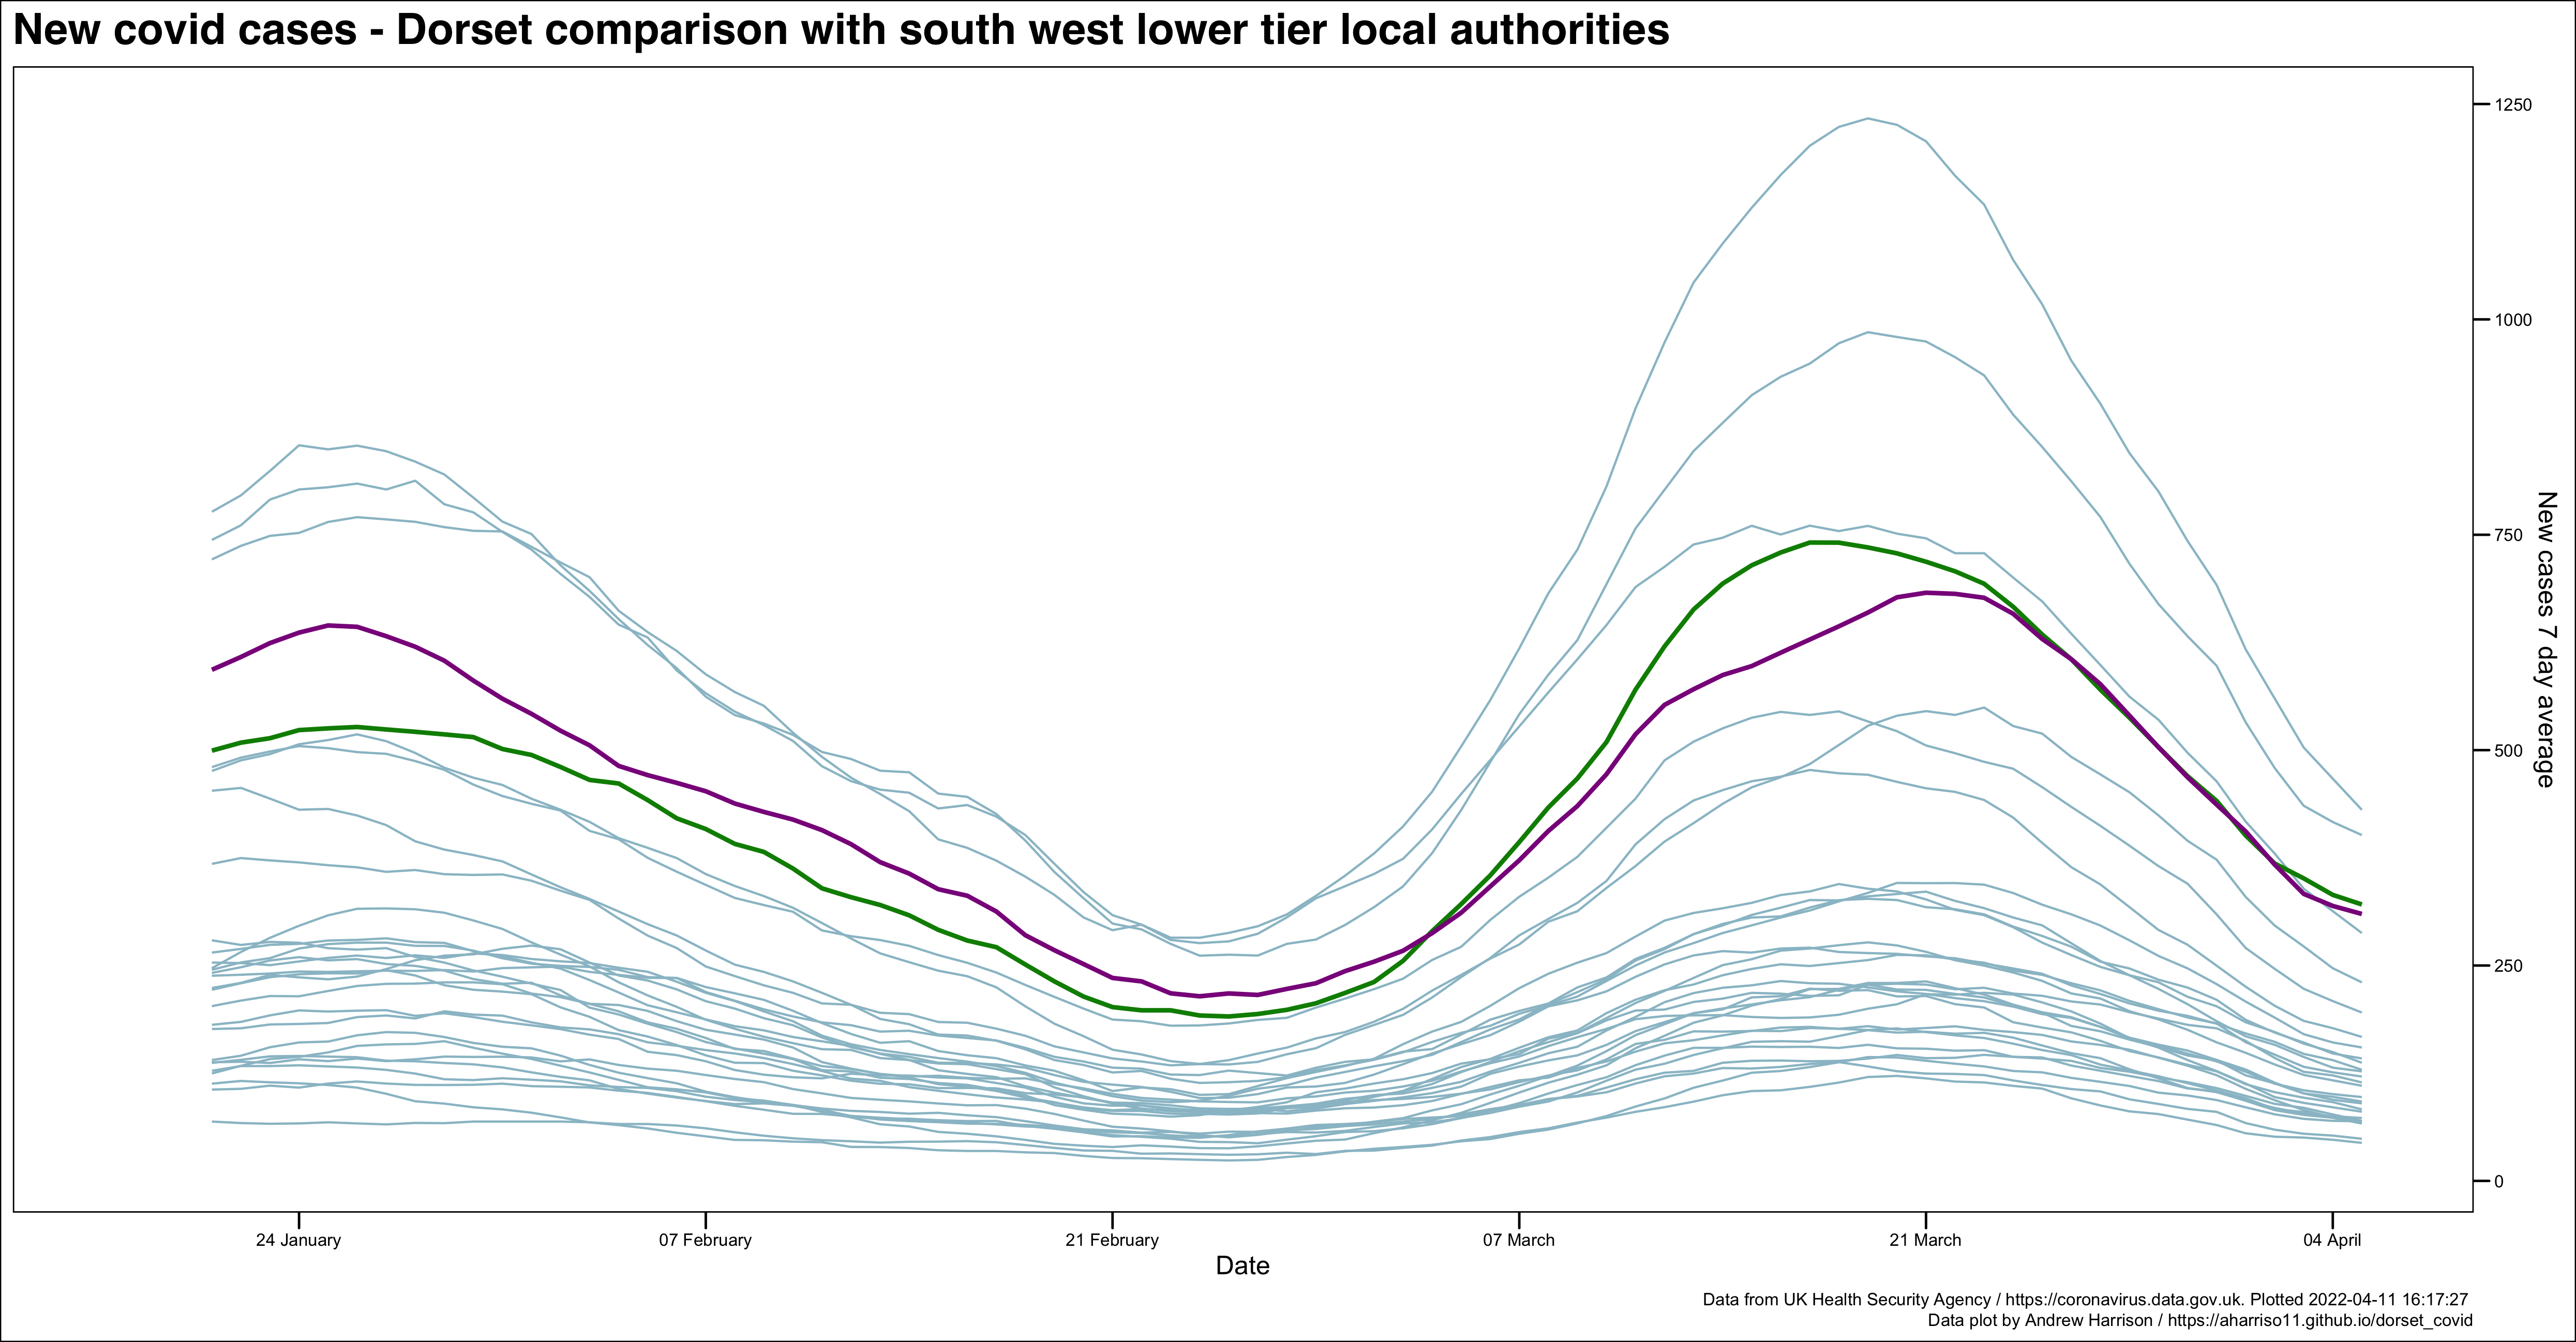 New covid cases - Dorset comparison with south west lower tier local authorities
1250
1000
750
500
250
0
New cases 7 day average
24 January
07 February
21 February
07 March
21 March
04 April
Date
Data from UK Health Security Agency / https://coronavirus.data.gov.uk. Plotted 2022-04-11 16:17:27
Data plot by Andrew Harrison / https://aharriso11.github.io/dorset_covid